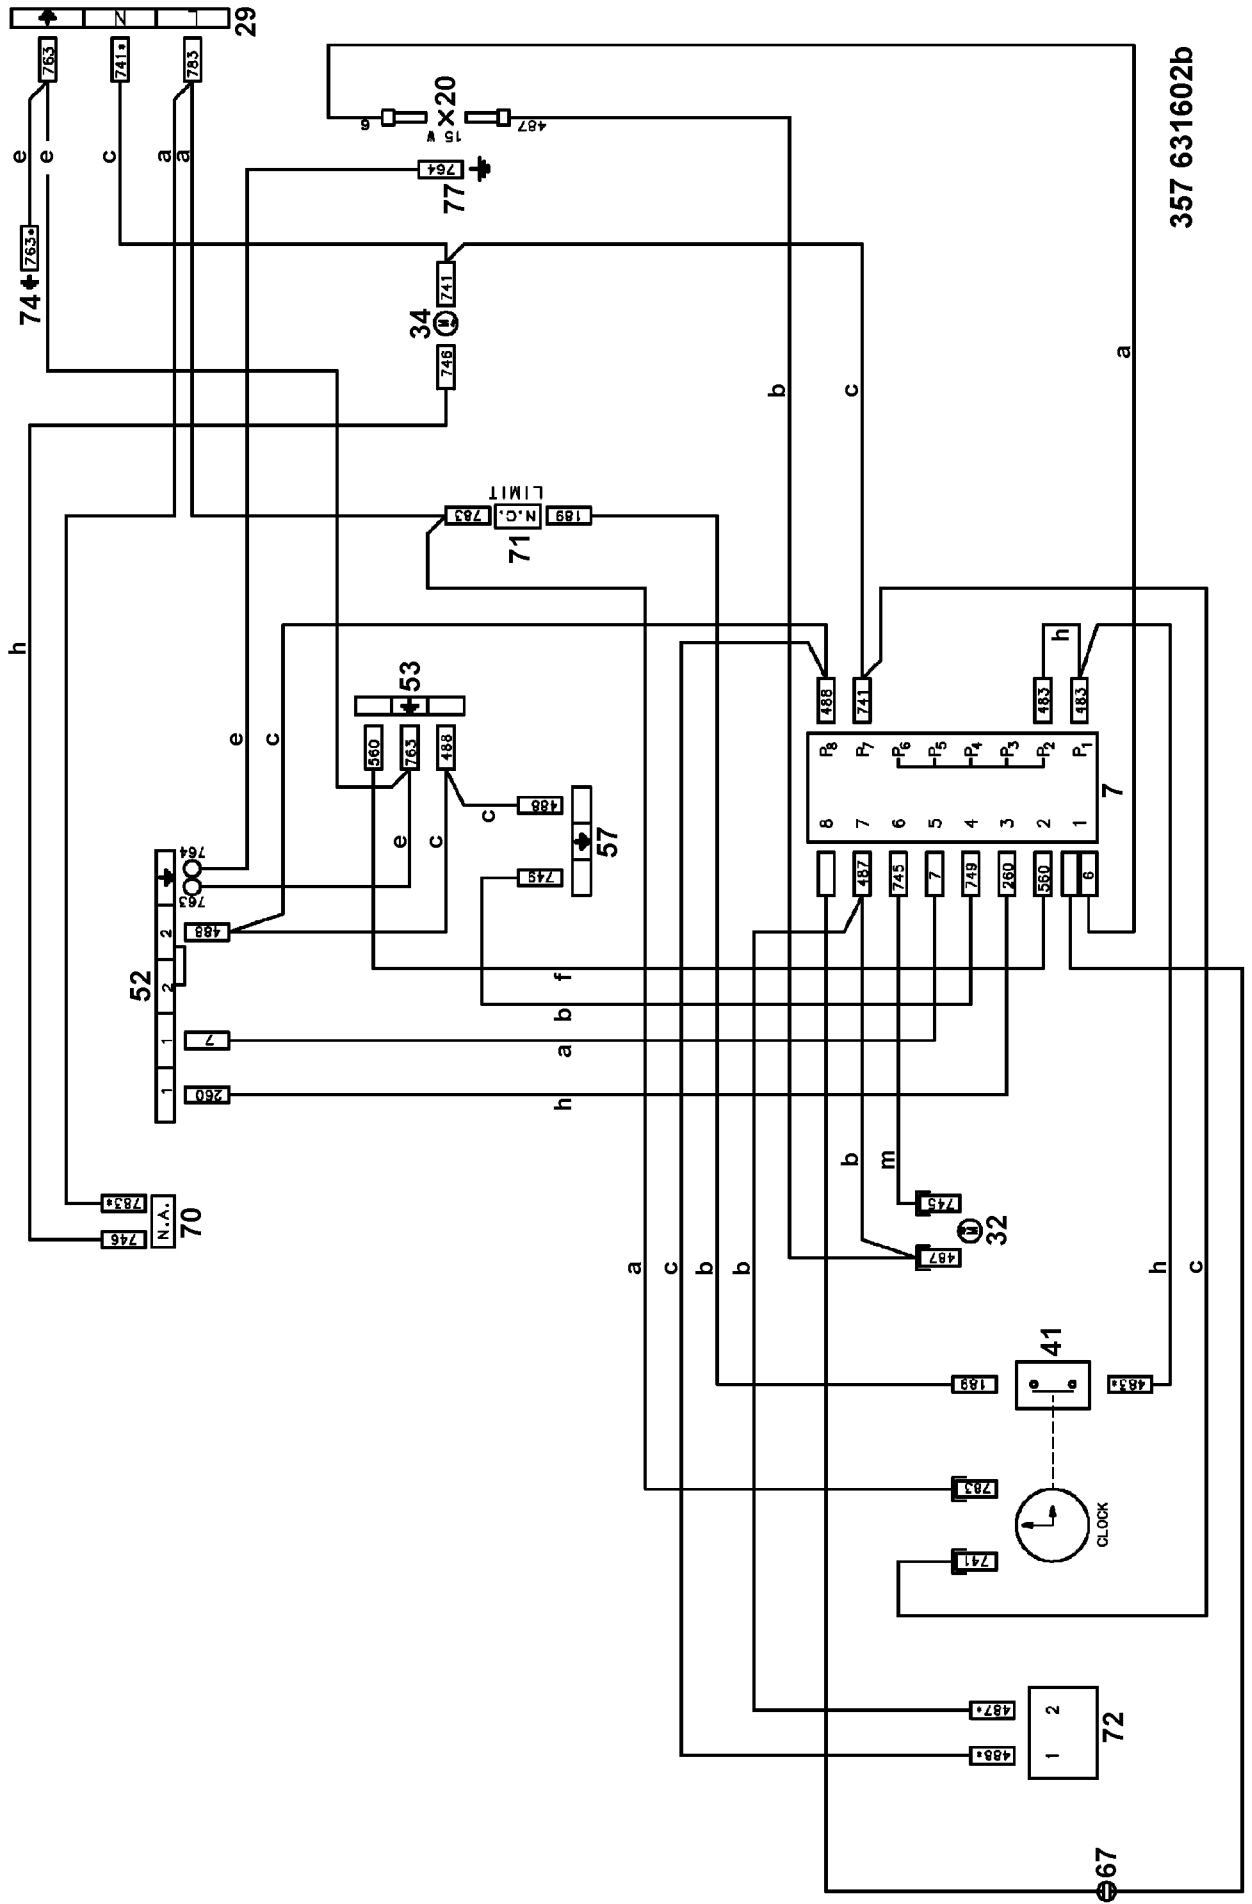 N
L
29
763
741*
783
e
e
c
a
a
763*
74
6
15 W
X20
487
764
77
741
34
M
746
b
c
a
h
LIMIT
783
N.C.
189
71
53
560
763
488
e
c
e
c
c
488
749
57
764
763
2
2
1
1
52
488
7
260
h
f
b
a
h
488
741
483
483
h
P8
P7
P6
P5
P4
P3
P2
P1
8
7
6
5
4
3
2
1
7
487
745
7
749
260
560
6
783*
746
N.A.
70
b
m
745
487
M
32
a
c
b
b
h
c
189
41
483*
783
741
CLOCK
487*
488*
2
1
72
67
357 631602b